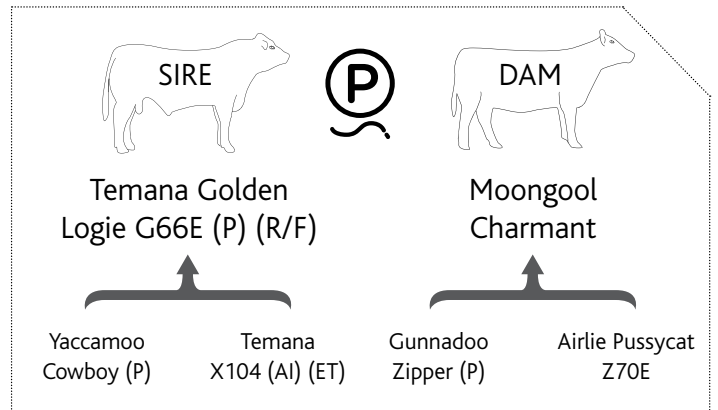 SIRE
P
DAM
Temana Golden
Logie G66E (P) (R/F)
Moongool
Charmant
Yaccamoo
Cowboy (P)
Temana
X104 (AI) (ET)
Gunnadoo
Zipper (P)
Airlie Pussycat
Z70E